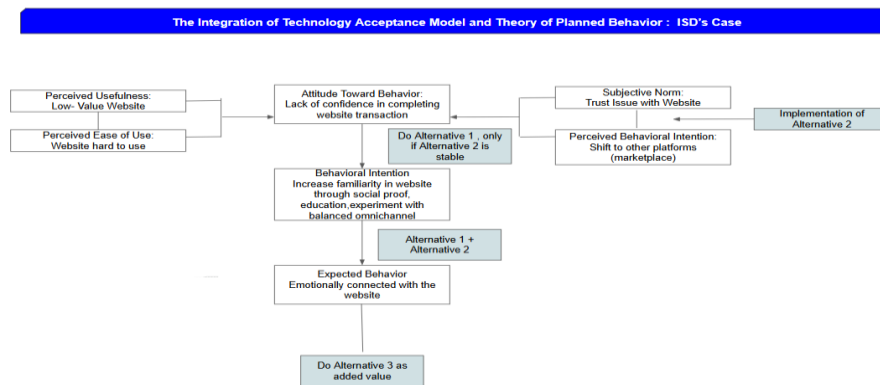 The Integration of Technology Acceptance Model and Theory of Planned Behavior : ISD's Case
Perceived Usefulness:
Low- Value Website
Perceived Ease of Use:
Website hard to use
Attitude Toward Behavior:
Lack of confidence in completing
website transaction
Subjective Norm:
Trust Issue with Website
Implementation of
Alternative 2
Perceived Behavioral Intention:
Shift to other platforms
(marketplace)
Do Alternative 1 , only
if Alternative 2 is
stable
Behavioral Intention
Increase familiarity in website
through social proof,
education,experiment with
balanced omnichannel
Alternative 1 +
Alternative 2
Expected Behavior
Emotionally connected with the
website
Do Alternative 3 as
added value